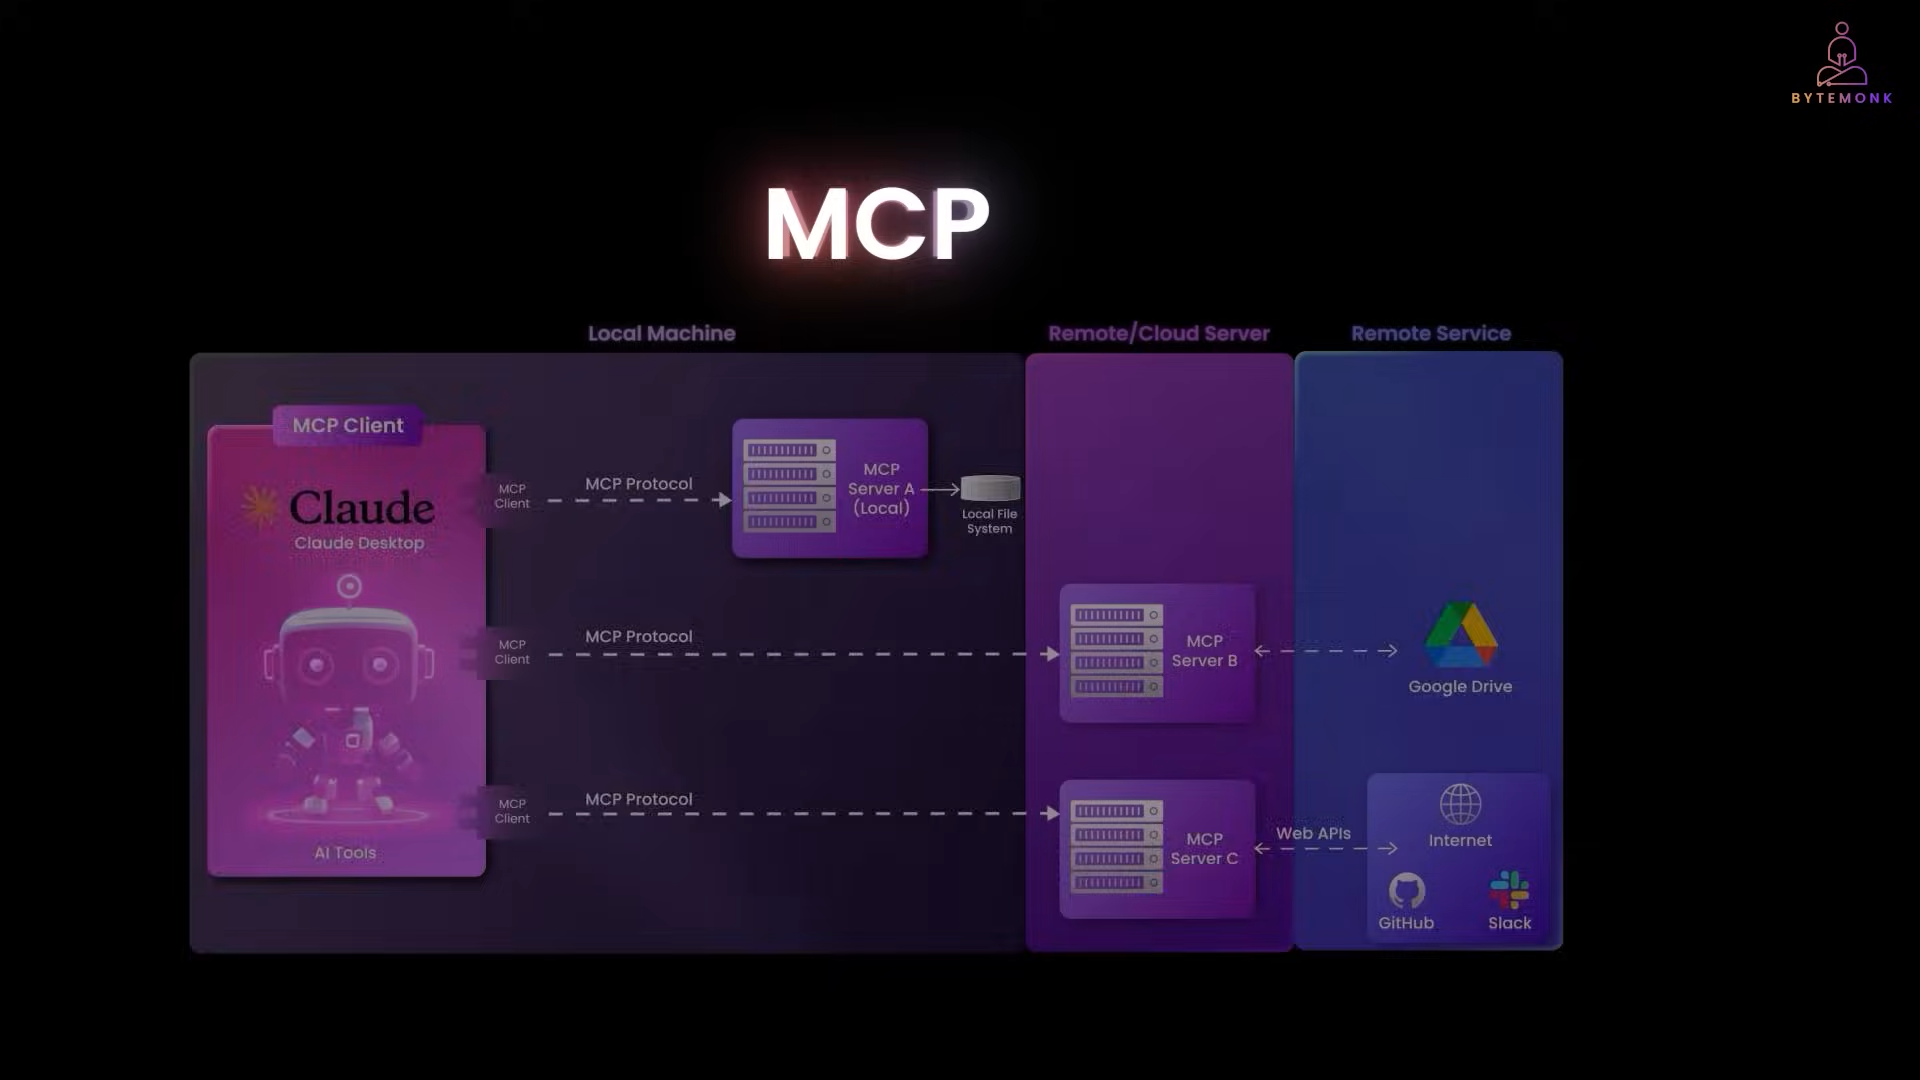 BYTEMONK
MCP
Local Machine
Remote/Cloud Server
Remote Service
MCP Client
Claude
Claude Desktop
AI Tools
MCP
Client
MCP Protocol
MCP
Server A
(Local)
Local File
System
MCP
Client
MCP Protocol
MCP
Server B
Google Drive
MCP
Client
MCP Protocol
MCP
Server C
Web APIs
Internet
GitHub
Slack